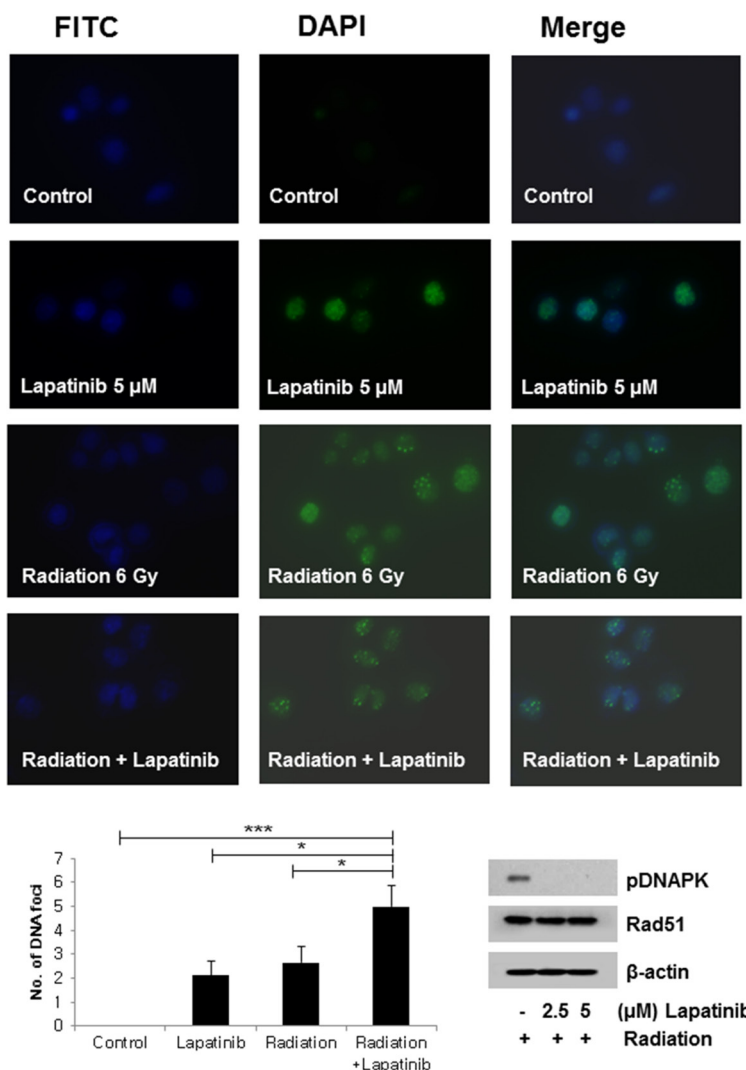 FITC DAPI Merge
Control Control Control
Lapatinib 5 µM Lapatinib 5 µM Lapatinib 5 µM
Radiation 6 Gy Radiation 6 Gy Radiation 6 Gy
Radiation + Lapatinib Radiation + Lapatinib Radiation + Lapatinib
***
*
*
No. of DNA foci
7
6
5
4
3
2
1
0
Control Lapatinib Radiation Radiation
+Lapatinib
pDNAPK
Rad51
β-actin
- 2.5 5 (µM) Lapatinib
+ + + Radiation